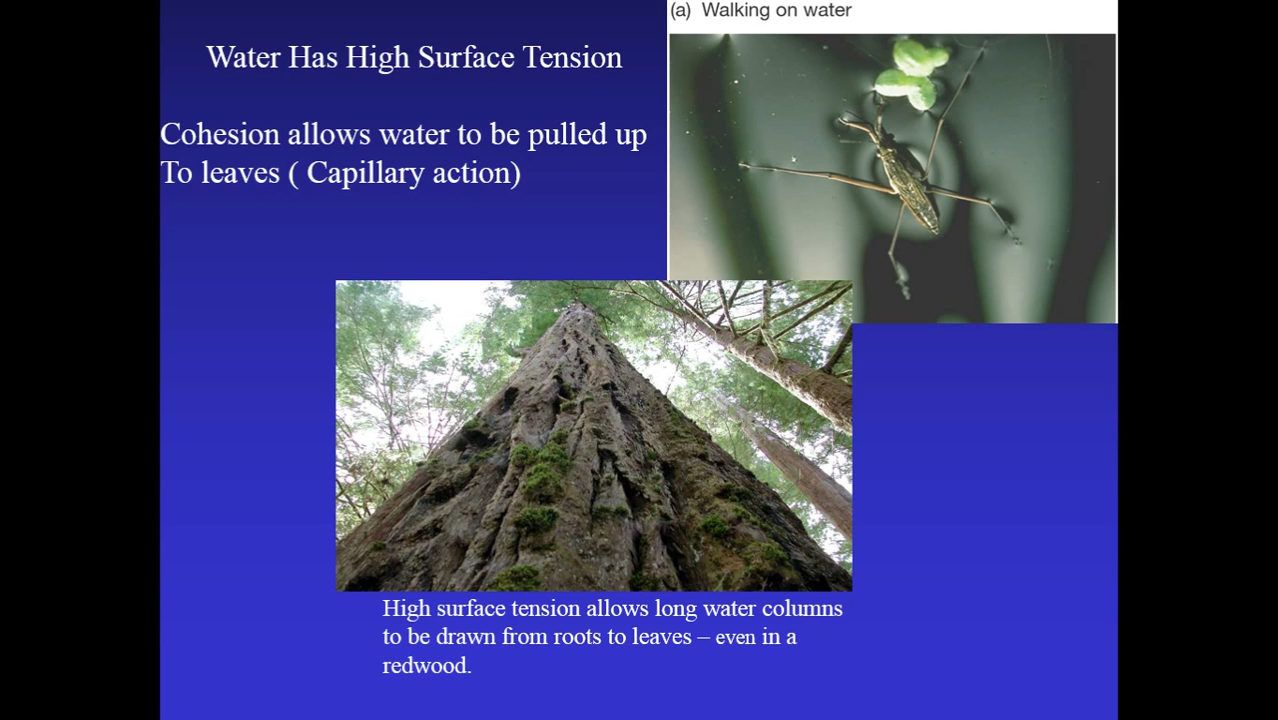 (a) Walking on water
Water Has High Surface Tension
Cohesion allows water to be pulled up
To leaves ( Capillary action)
High surface tension allows long water columns
to be drawn from roots to leaves – even in a
redwood.